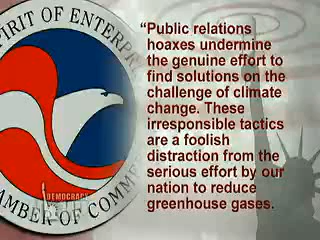 SPIRIT OF ENTERPR
“Public relations
hoaxes undermine
the genuine effort to
find solutions on the
challenge of climate
change. These
irresponsible tactics
are a foolish
distraction from the
serious effort by our
nation to reduce
greenhouse gases.
DEMOCRACY
AMBER OF COMME